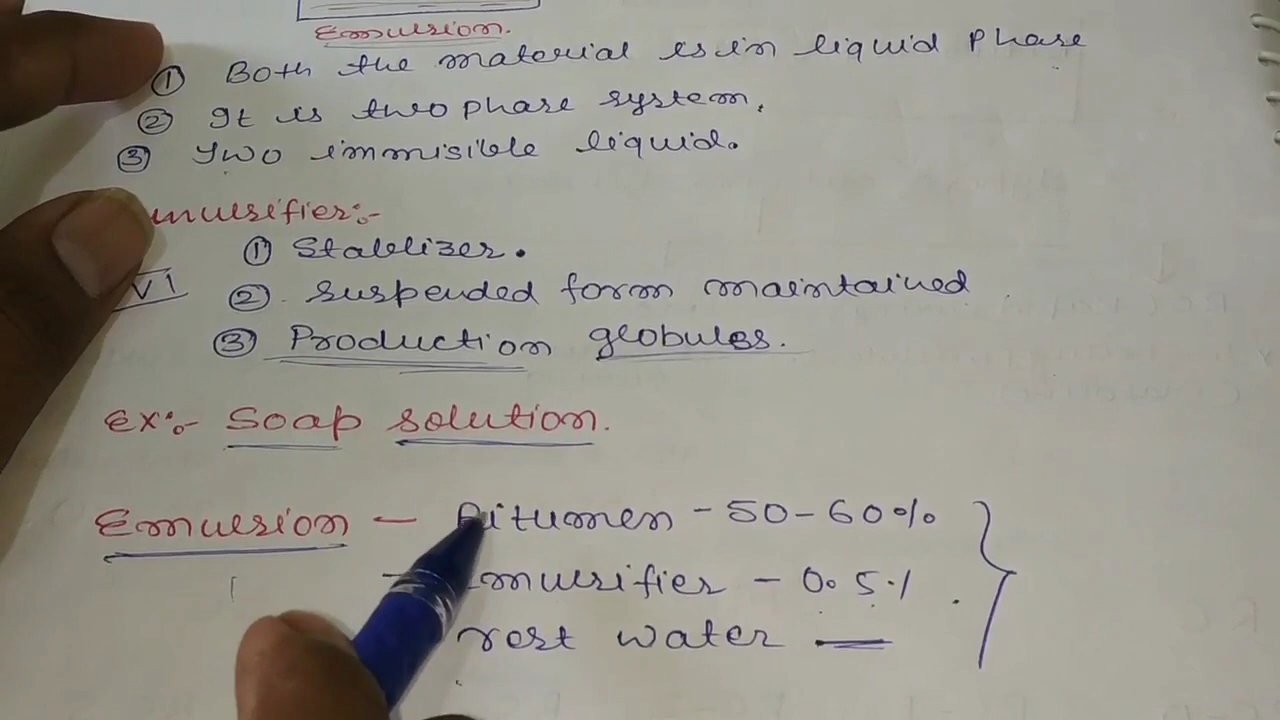 Emulsion.
① Both the material is in liquid Phase
② It is two phase system.
③ Two immisible liquid.
mulsifier:-
① Stablizer.
VI
② suspended form maintained
③ Production globules.
Ex:- Soap solution.
Emulsion — Bitumen - 50-60%
mulsifier - 0.5%
rest water —